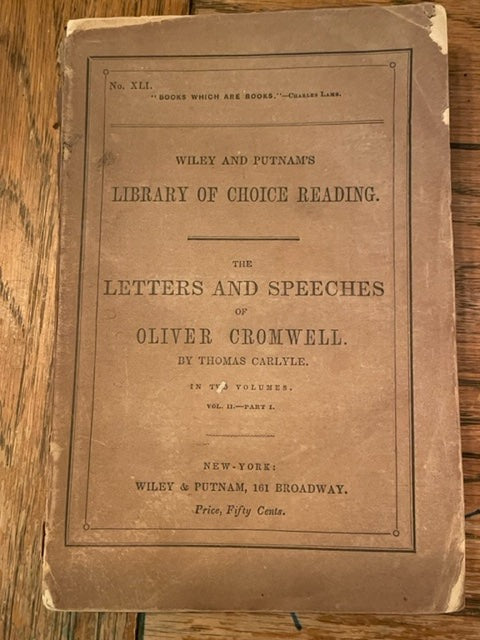 No. XLI.
"BOOKS WHICH ARE BOOKS."—CHARLES LAMB.
WILEY AND PUTNAM'S
LIBRARY OF CHOICE READING.
THE
LETTERS AND SPEECHES
OF
OLIVER CROMWELL.
BY THOMAS CARLYLE.
IN TWO VOLUMES.
VOL. II.—PART I.
NEW-YORK:
WILEY & PUTNAM, 161 BROADWAY.
Price, Fifty Cents.